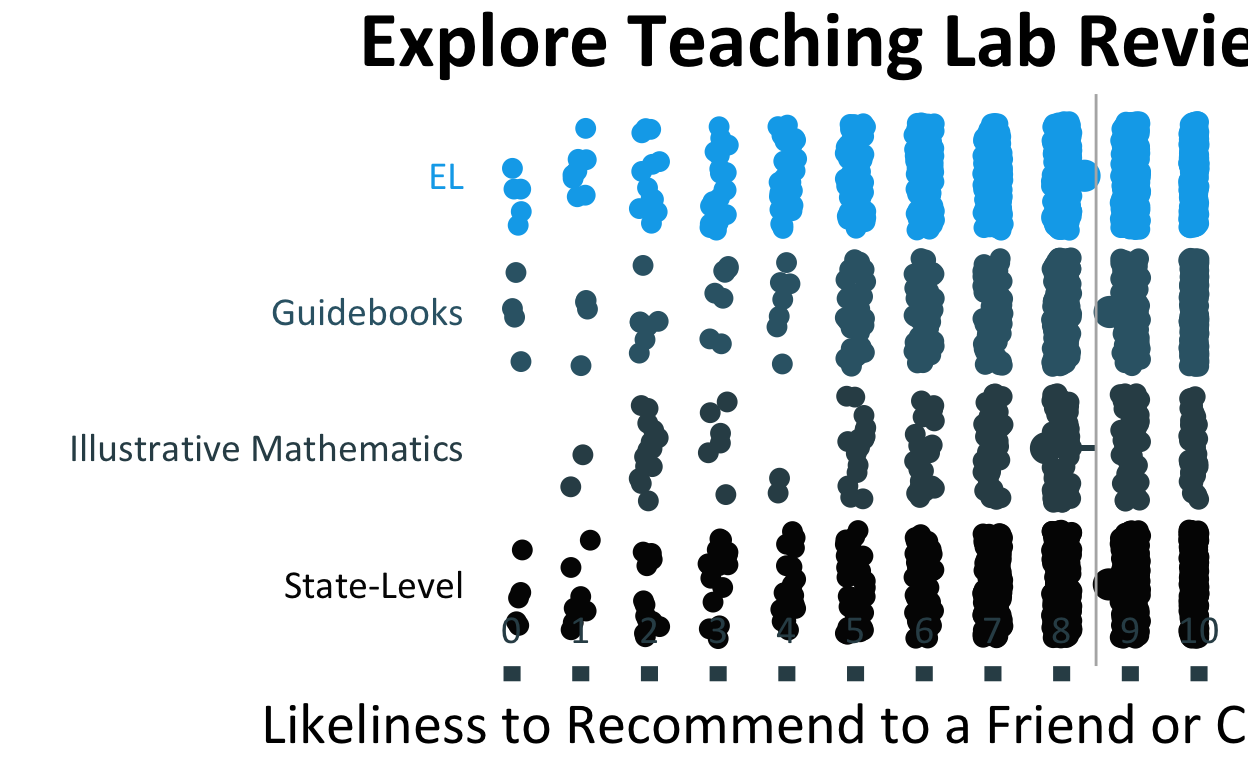 Explore Teaching Lab Revie
EL
Guidebooks
Illustrative Mathematics
State-Level
0 1 2 3 4 5 6 7 8 9 10
Likeliness to Recommend to a Friend or C